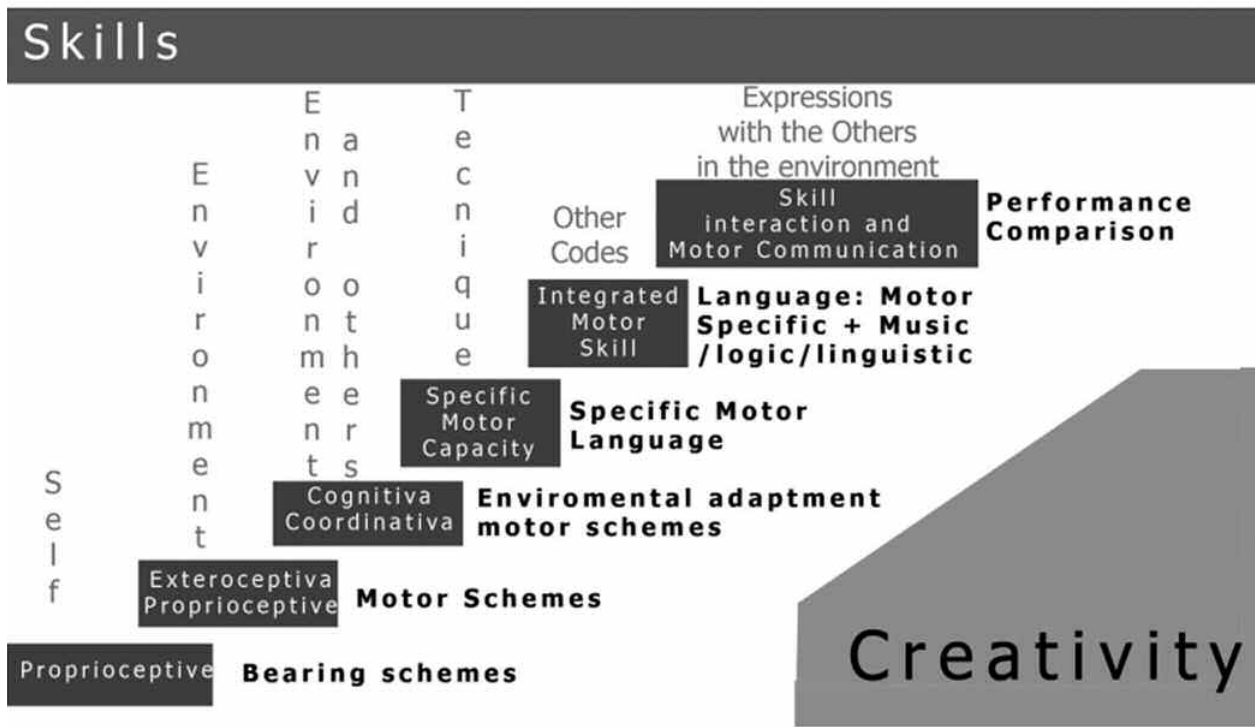 Skills
Expressions
with the Others
in the environment
Skill
interaction and
Motor Communication
Performance
Comparison
Other
Codes
Integrated
Motor
Skill
Language: Motor
Specific + Music
/logic/linguistic
Tecnique
Specific
Motor
Capacity
Specific Motor
Language
Environment
and others
Cognitiva
Coordinativa
Enviromental adaptment
motor schemes
Environment
Exteroceptiva
Proprioceptive
Motor Schemes
Self
Proprioceptive
Bearing schemes
Creativity